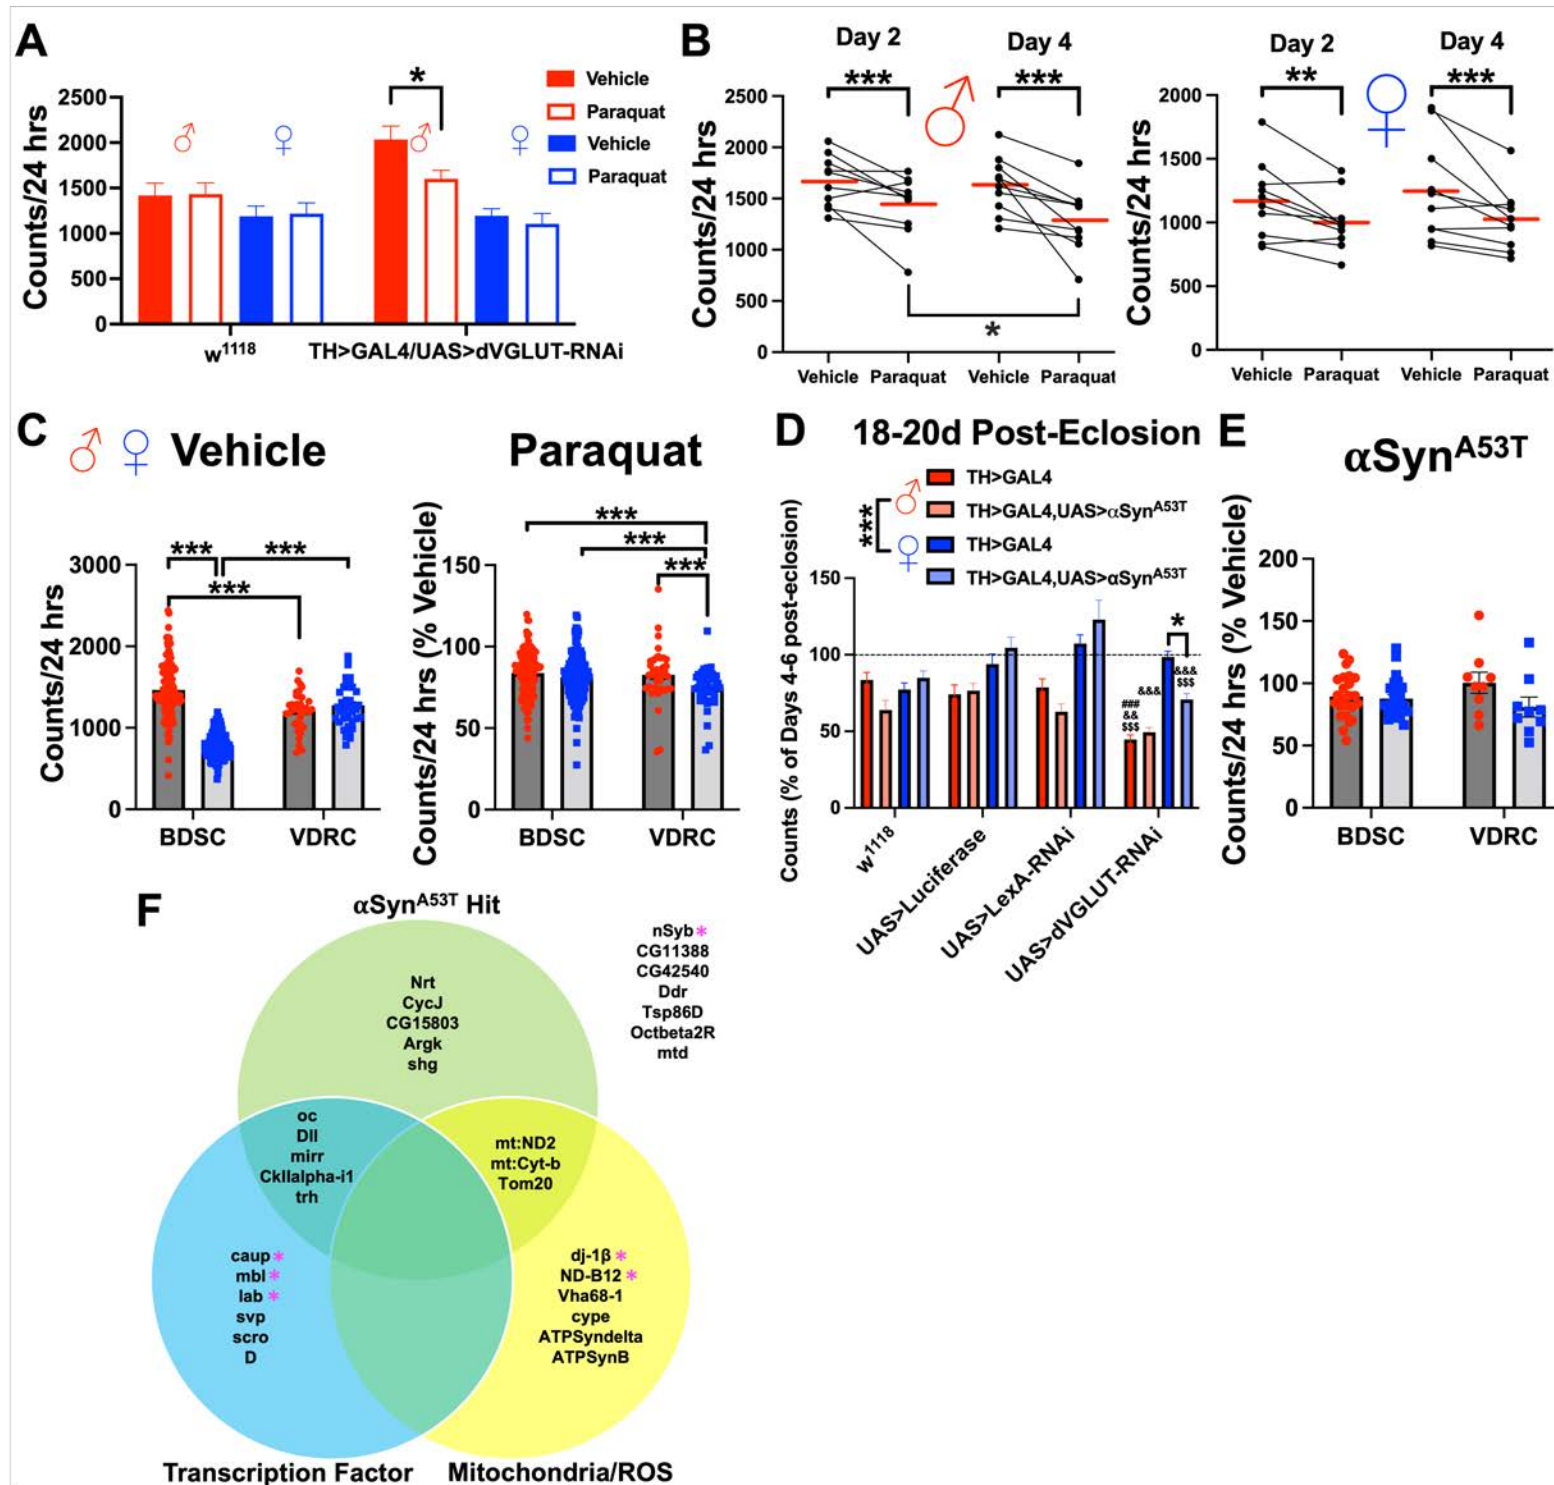 A
Counts/24 hrs
2500
2000
1500
1000
500
0
*
Vehicle
Paraquat
Vehicle
Paraquat
w1118
TH>GAL4/UAS>dVGLUT-RNAi
B
Day 2
Day 4
***
***
Counts/24 hrs
2500
2000
1500
1000
500
0
*
Vehicle
Paraquat
Vehicle
Paraquat
Day 2
Day 4
**
***
Counts/24 hrs
2000
1500
1000
500
0
Vehicle
Paraquat
Vehicle
Paraquat
C
♂ ♀ Vehicle
Counts/24 hrs
3000
2000
1000
0
***
***
***
BDSC
VDRC
Paraquat
Counts/24 hrs (% Vehicle)
150
100
50
0
***
***
***
BDSC
VDRC
D
18-20d Post-Eclosion
***
TH>GAL4
TH>GAL4,UAS>αSynA53T
TH>GAL4
TH>GAL4,UAS>αSynA53T
Counts (% of Days 4-6 post-eclosion)
150
100
50
0
###
&&
$$$
&&&
*
&&&
$$$
w1118
UAS>Luciferase
UAS>LexA-RNAi
UAS>dVGLUT-RNAi
E
αSynA53T
Counts/24 hrs (% Vehicle)
200
150
100
50
0
BDSC
VDRC
F
αSynA53T Hit
Nrt
CycJ
CG15803
Argk
shg
nSyb*
CG11388
CG42540
Ddr
Tsp86D
Octbeta2R
mtd
oc
Dll
mirr
CkIIalpha-i1
trh
mt:ND2
mt:Cyt-b
Tom20
caup*
mbl*
lab*
svp
scro
D
dj-1β*
ND-B12*
Vha68-1
cype
ATPSyndelta
ATPSynB
Transcription Factor
Mitochondria/ROS